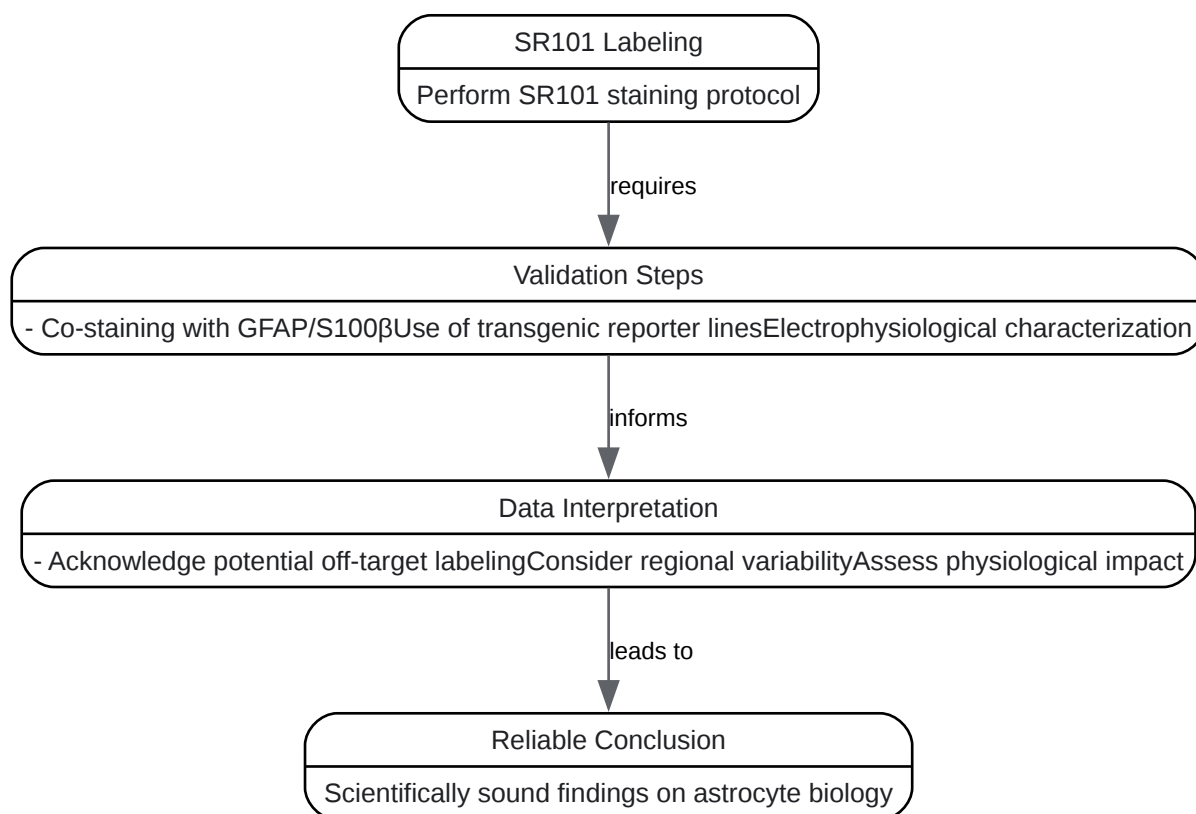 SR101 Labeling
Perform SR101 staining protocol
requires
Validation Steps
- Co-staining with GFAP/S100βUse of transgenic reporter linesElectrophysiological characterization
informs
Data Interpretation
- Acknowledge potential off-target labelingConsider regional variabilityAssess physiological impact
leads to
Reliable Conclusion
Scientifically sound findings on astrocyte biology